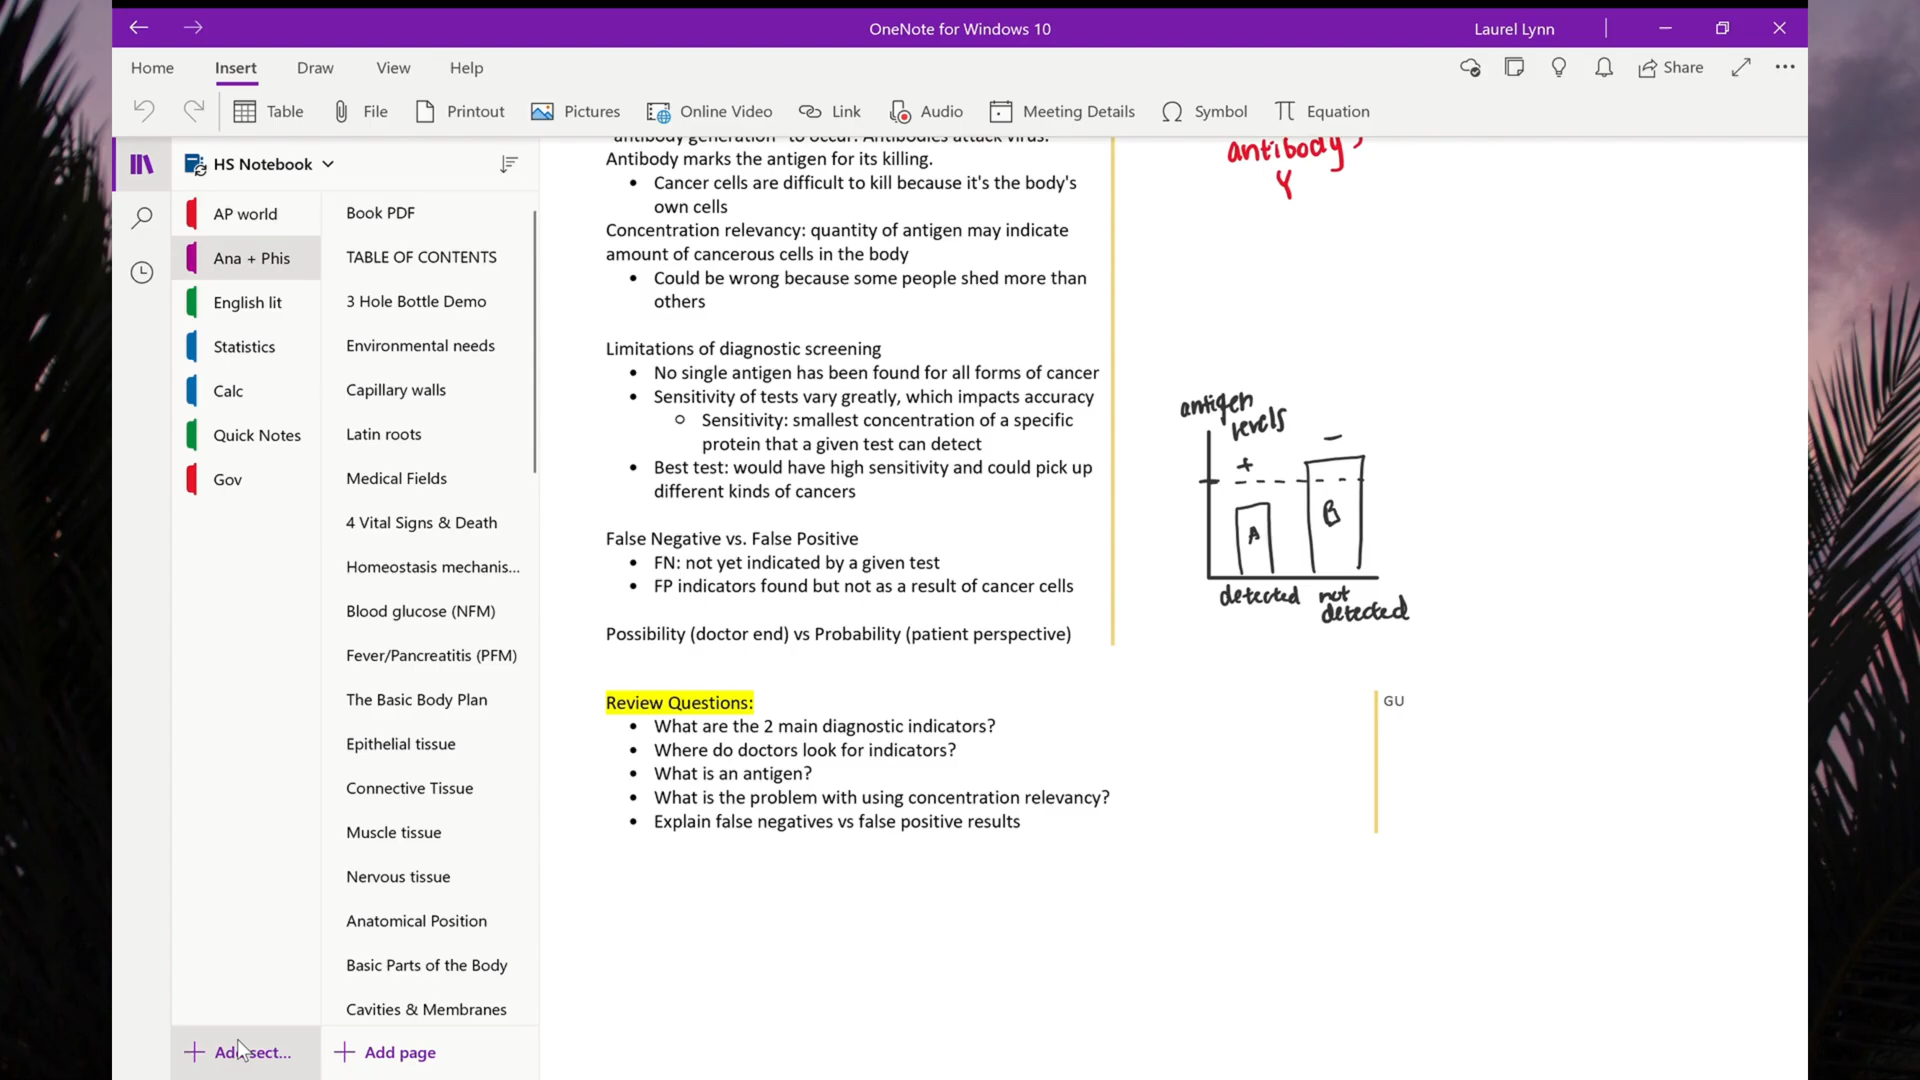 OneNote for Windows 10
Laurel Lynn
Home
Insert
Draw
View
Help
Share
Table
File
Printout
Pictures
Online Video
Link
Audio
Meeting Details
Symbol
Equation
HS Notebook
AP world
Ana + Phis
English lit
Statistics
Calc
Quick Notes
Gov
Add sect...
Book PDF
TABLE OF CONTENTS
3 Hole Bottle Demo
Environmental needs
Capillary walls
Latin roots
Medical Fields
4 Vital Signs & Death
Homeostasis mechanis...
Blood glucose (NFM)
Fever/Pancreatitis (PFM)
The Basic Body Plan
Epithelial tissue
Connective Tissue
Muscle tissue
Nervous tissue
Anatomical Position
Basic Parts of the Body
Cavities & Membranes
Add page
antibody generation" to occur. Antibodies attack virus.
Antibody marks the antigen for its killing.
• Cancer cells are difficult to kill because it's the body's
own cells
Concentration relevancy: quantity of antigen may indicate
amount of cancerous cells in the body
• Could be wrong because some people shed more than
others
Limitations of diagnostic screening
• No single antigen has been found for all forms of cancer
• Sensitivity of tests vary greatly, which impacts accuracy
○ Sensitivity: smallest concentration of a specific
protein that a given test can detect
• Best test: would have high sensitivity and could pick up
different kinds of cancers
False Negative vs. False Positive
• FN: not yet indicated by a given test
• FP indicators found but not as a result of cancer cells
Possibility (doctor end) vs Probability (patient perspective)
antibody
Y
antigen
levels
+
−
A
B
detected
not
detected
Review Questions:
• What are the 2 main diagnostic indicators?
• Where do doctors look for indicators?
• What is an antigen?
• What is the problem with using concentration relevancy?
• Explain false negatives vs false positive results
GU